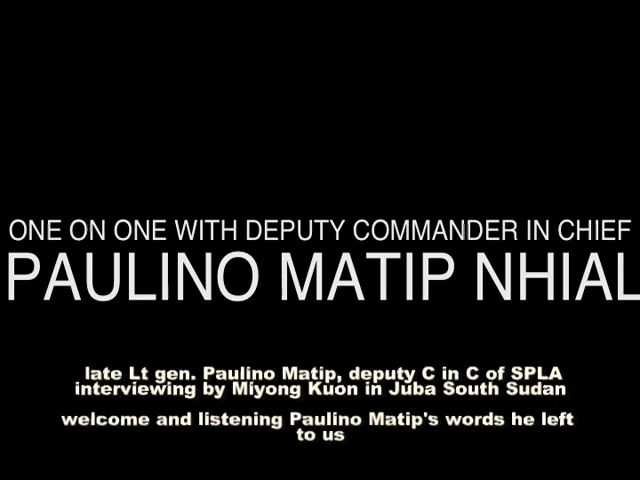 ONE ON ONE WITH DEPUTY COMMANDER IN CHIEF
PAULINO MATIP NHIAL
late Lt gen. Paulino Matip, deputy C in C of SPLA
interviewing by Miyong Kuon in Juba South Sudan
welcome and listening Paulino Matip's words he left
to us